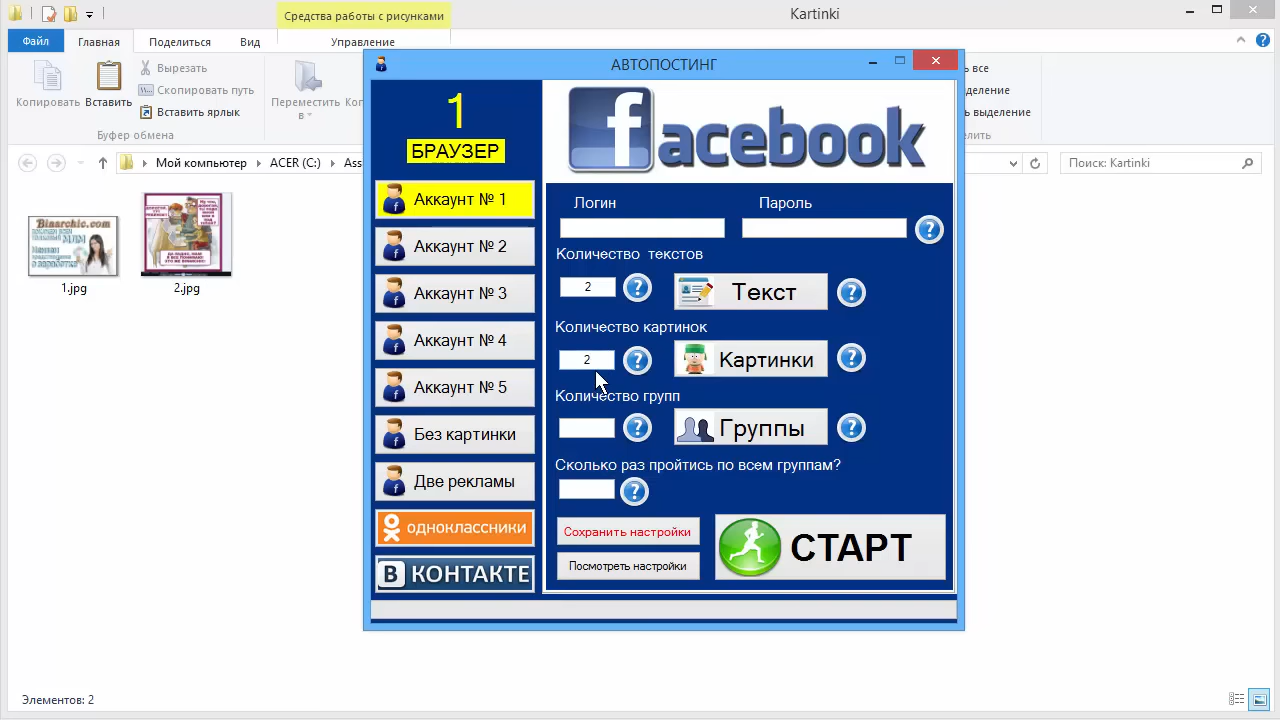 Средства работы с рисунками
Kartinki
Файл
Главная
Поделиться
Вид
Управление
Копировать
Вставить
Вырезать
Скопировать путь
Вставить ярлык
Переместить
в
Буфер обмена
Мой компьютер
ACER (C:)
Поиск: Kartinki
1.jpg
2.jpg
Элементов: 2
АВТОПОСТИНГ
1
БРАУЗЕР
Аккаунт № 1
Аккаунт № 2
Аккаунт № 3
Аккаунт № 4
Аккаунт № 5
Без картинки
Две рекламы
одноклассники
В КОНТАКТЕ
facebook
Логин
Пароль
Количество текстов
2
Текст
Количество картинок
2
Картинки
Количество групп
Группы
Сколько раз пройтись по всем группам?
Сохранить настройки
Посмотреть настройки
СТАРТ